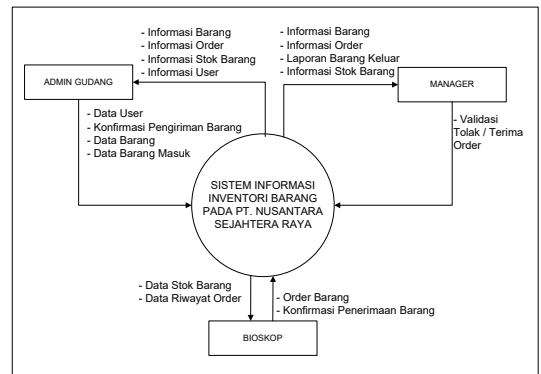 - Informasi Barang
- Informasi Order
- Informasi Stok Barang
- Informasi User
- Informasi Barang
- Informasi Order
- Laporan Barang Keluar
- Informasi Stok Barang
ADMIN GUDANG
MANAGER
- Data User
- Konfirmasi Pengiriman Barang
- Data Barang
- Data Barang Masuk
- Validasi
Tolak / Terima
Order
SISTEM INFORMASI
INVENTORI BARANG
PADA PT. NUSANTARA
SEJAHTERA RAYA
- Data Stok Barang
- Data Riwayat Order
- Order Barang
- Konfirmasi Penerimaan Barang
BIOSKOP